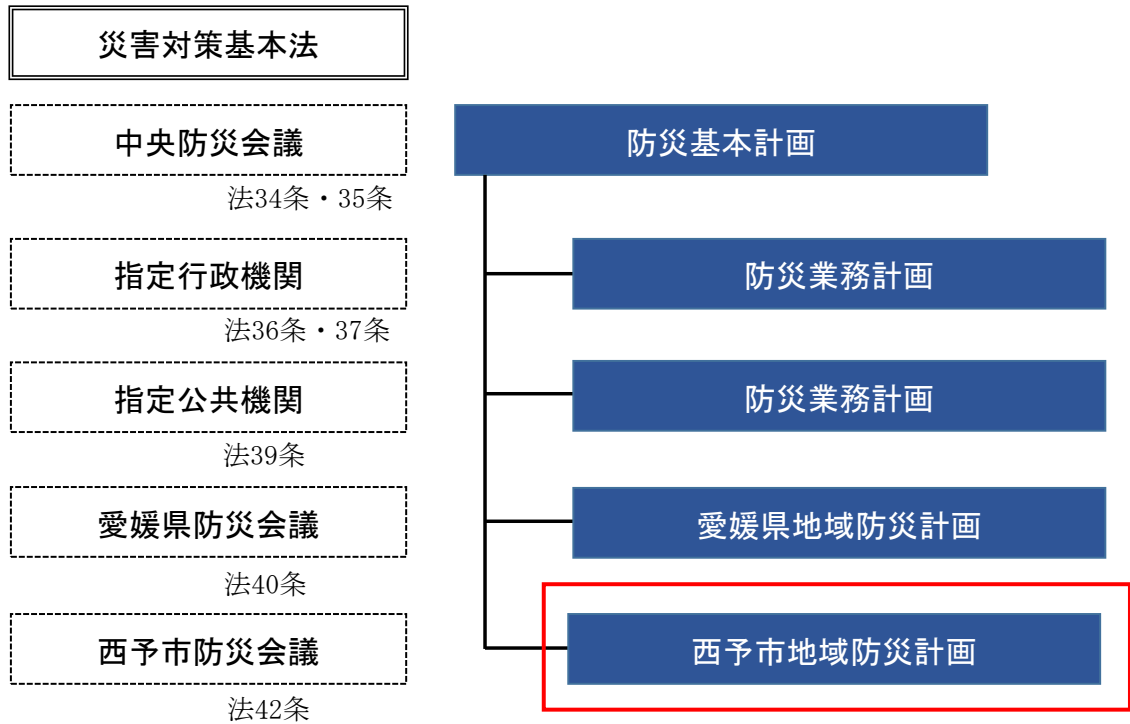 災害対策基本法
中央防災会議
防災基本計画
法34条・35条
指定行政機関
防災業務計画
法36条・37条
指定公共機関
防災業務計画
法39条
愛媛県防災会議
愛媛県地域防災計画
法40条
西予市防災会議
西予市地域防災計画
法42条